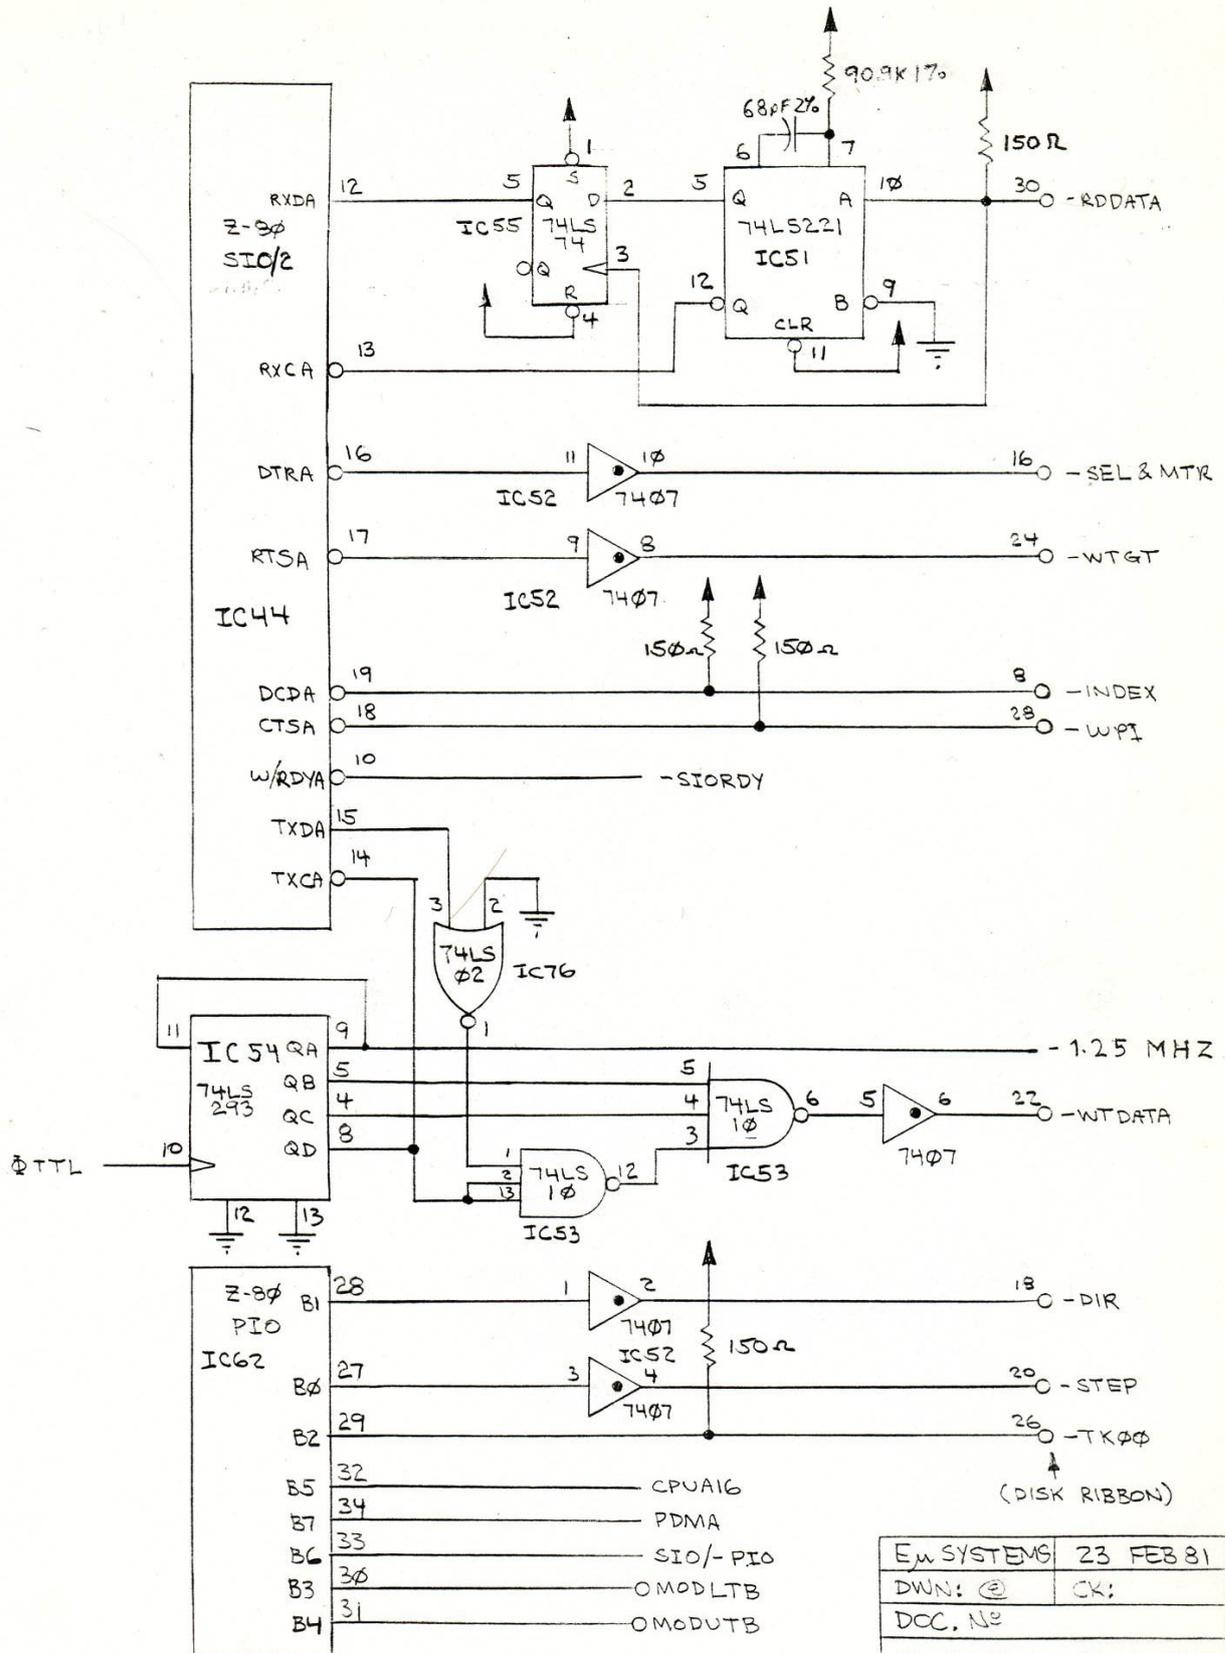 90.9K 1%
68pF 2%
1
6
7
150Ω
S
RXDA
12
5
Q
D
2
5
Q
A
1Ø
30
-RDDATA
Z-8Ø
SIO/2
IC55
74LS
74
74LS221
IC51
Q
3
12
Q
B
9
R
4
CLR
11
RXCA
13
DTRA
16
11
1Ø
16
-SEL & MTR
IC52
74Ø7
RTSA
17
9
8
24
-WTGT
IC52
74Ø7
IC44
15ØΩ
15ØΩ
DCDA
19
8
-INDEX
CTSA
18
28
-WPI
W/RDYA
10
-SIORDY
TXDA
15
TXCA
14
3
2
74LS
Ø2
IC76
1
11
IC54
QA
9
-1.25 MHZ
74LS
293
QB
5
5
QC
4
4
74LS
1Ø
6
5
6
22
-WTDATA
QD
8
3
IC53
74Ø7
ΦTTL
10
1
2
13
74LS
1Ø
12
IC53
12
13
Z-8Ø
PIO
IC62
B1
28
1
2
18
-DIR
74Ø7
IC52
150Ω
BØ
27
3
4
20
-STEP
74Ø7
B2
29
26
-TKØØ
(DISK RIBBON)
B5
32
CPUA16
B7
34
PDMA
B6
33
SIO/-PIO
B3
3Ø
MODLTB
B4
31
MODUTB
Eμ SYSTEMS
23 FEB 81
DWN:
CK:
DOC. Nº